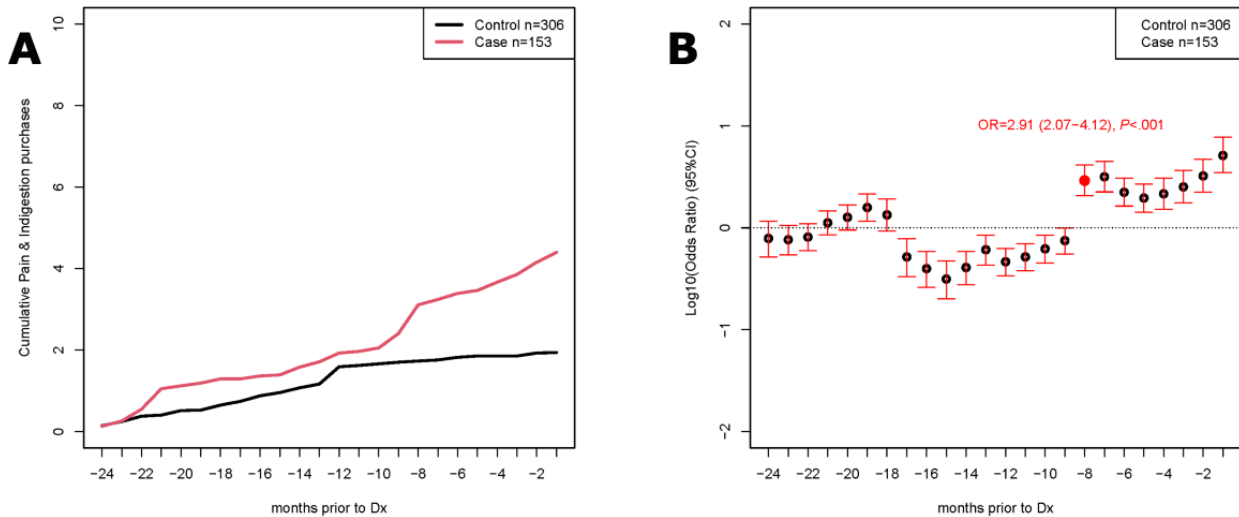 A
Control n=306
Case n=153
Cumulative Pain & Indigestion purchases
10
8
6
4
2
0
−24 −22 −20 −18 −16 −14 −12 −10 −8 −6 −4 −2
months prior to Dx
B
Control n=306
Case n=153
OR=2.91 (2.07−4.12), P<.001
Log10(Odds Ratio) (95%CI)
2
1
0
−1
−2
−24 −22 −20 −18 −16 −14 −12 −10 −8 −6 −4 −2
months prior to Dx